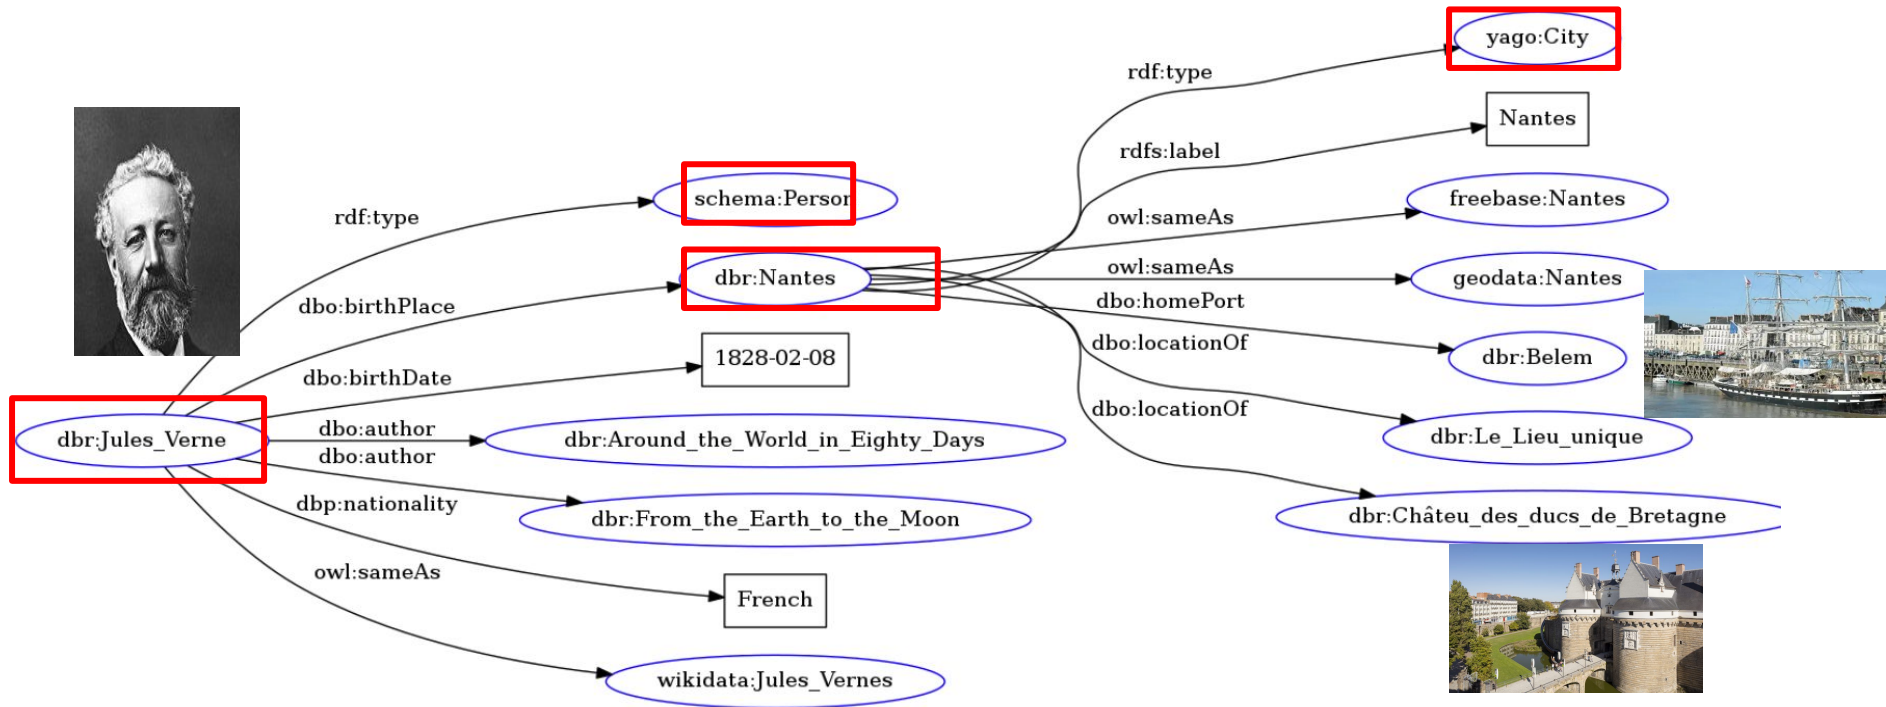 yago:City
rdf:type
Nantes
rdfs:label
schema:Person
freebase:Nantes
rdf:type
owl:sameAs
dbr:Nantes
owl:sameAs
geodata:Nantes
dbo:birthPlace
dbo:homePort
dbo:locationOf
1828-02-08
dbr:Belem
dbo:birthDate
dbo:locationOf
dbr:Jules_Verne
dbo:author
dbr:Around_the_World_in_Eighty_Days
dbr:Le_Lieu_unique
dbo:author
dbp:nationality
dbr:From_the_Earth_to_the_Moon
dbr:Châteu_des_ducs_de_Bretagne
owl:sameAs
French
wikidata:Jules_Vernes